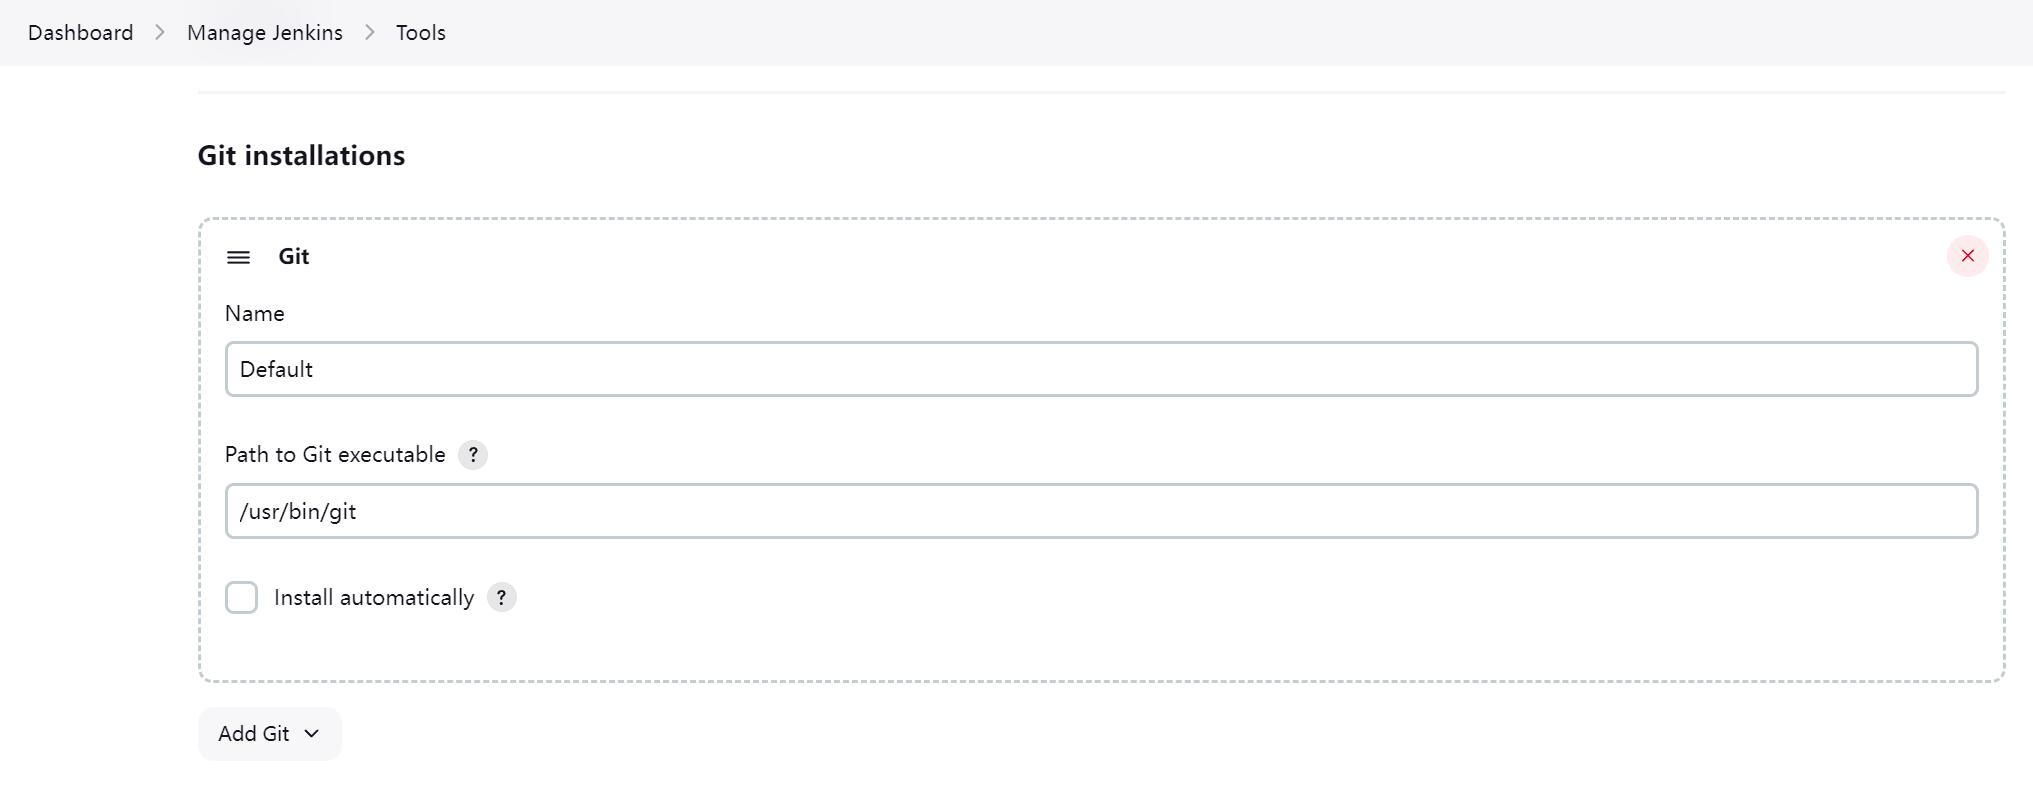 Dashboard > Manage Jenkins > Tools
Git installations
Git
Name
Default
Path to Git executable ?
/usr/bin/git
Install automatically ?
Add Git